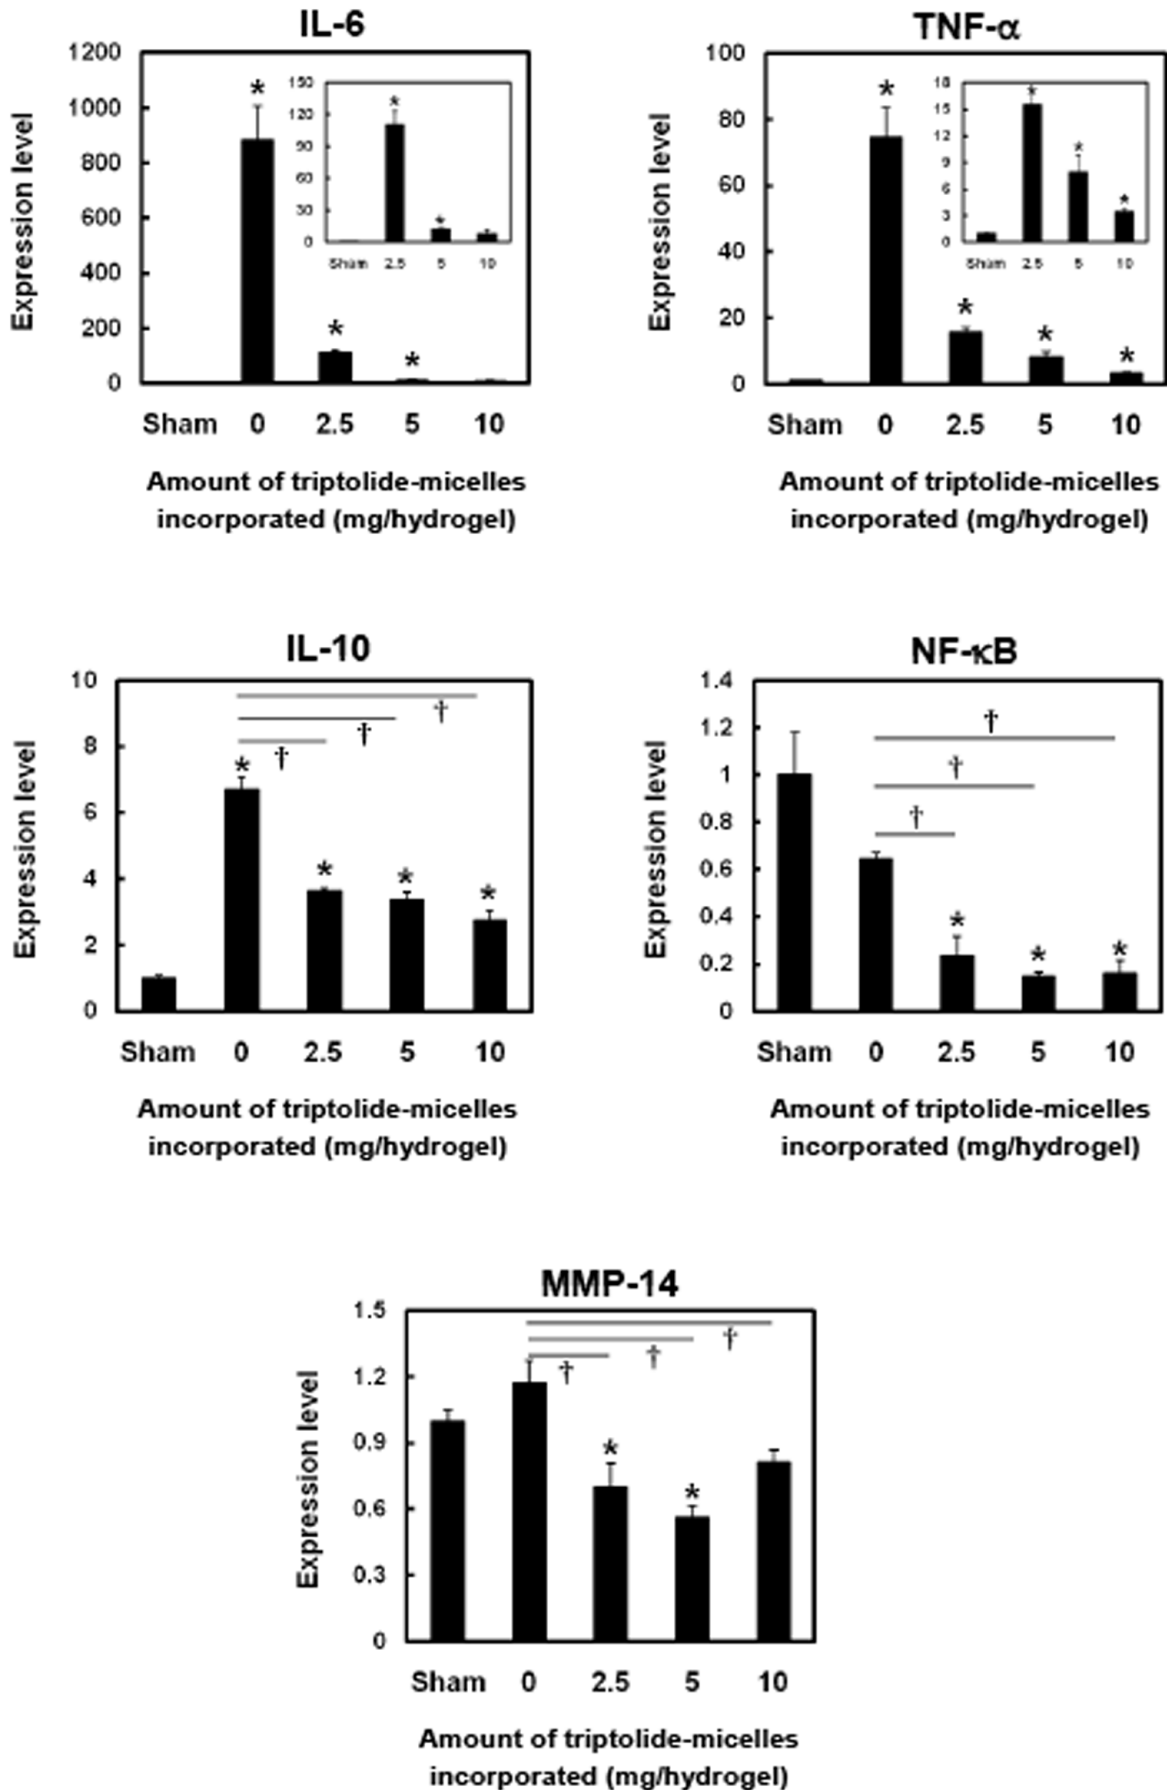 IL-6
1200
1000
800
600
400
200
0
Expression level
150
120
90
60
30
0
Sham 2.5 5 10
*
*
*
*
*
Sham 0 2.5 5 10
Amount of triptolide-micelles
incorporated (mg/hydrogel)
TNF-α
100
80
60
40
20
0
Expression level
18
15
12
9
6
3
0
Sham 2.5 5 10
*
*
*
*
*
*
*
Sham 0 2.5 5 10
Amount of triptolide-micelles
incorporated (mg/hydrogel)
IL-10
10
8
6
4
2
0
Expression level
†
†
†
*
*
*
*
Sham 0 2.5 5 10
Amount of triptolide-micelles
incorporated (mg/hydrogel)
NF-κB
1.4
1.2
1
0.8
0.6
0.4
0.2
0
Expression level
†
†
†
*
*
*
Sham 0 2.5 5 10
Amount of triptolide-micelles
incorporated (mg/hydrogel)
MMP-14
1.5
1.2
0.9
0.6
0.3
0
Expression level
†
†
†
*
*
Sham 0 2.5 5 10
Amount of triptolide-micelles
incorporated (mg/hydrogel)